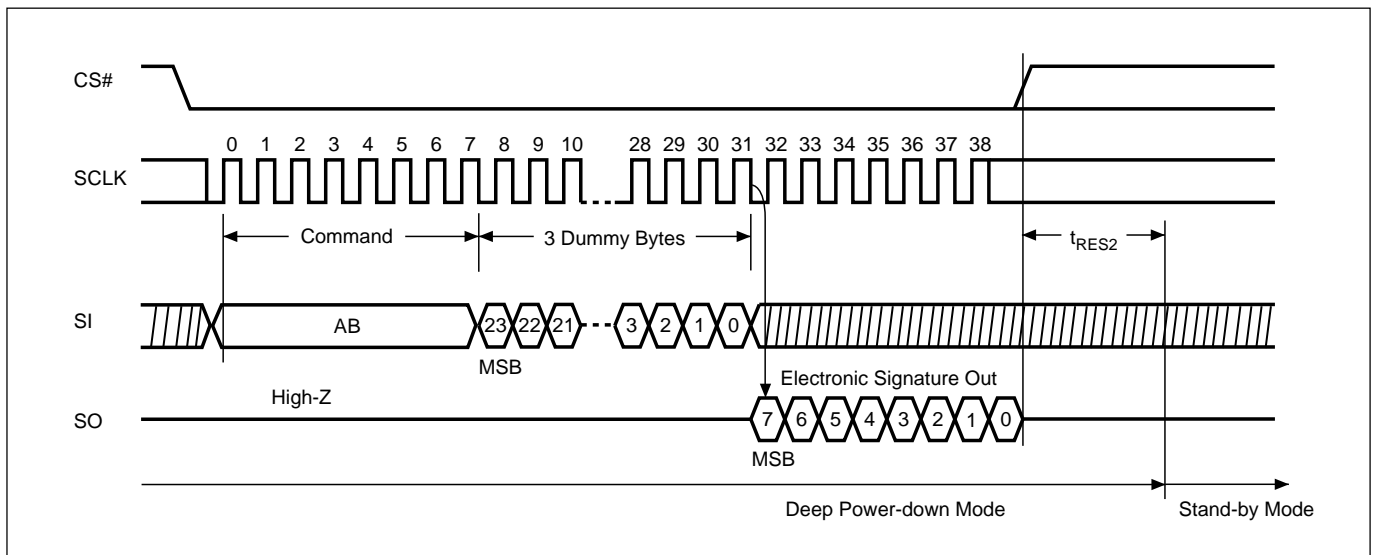 CS#
0 1 2 3 4 5 6 7 8 9 10 28 29 30 31 32 33 34 35 36 37 38
SCLK
Command 3 Dummy Bytes tRES2
SI AB 23 22 21 3 2 1 0
MSB
High-Z Electronic Signature Out
SO 7 6 5 4 3 2 1 0
MSB
Deep Power-down Mode Stand-by Mode